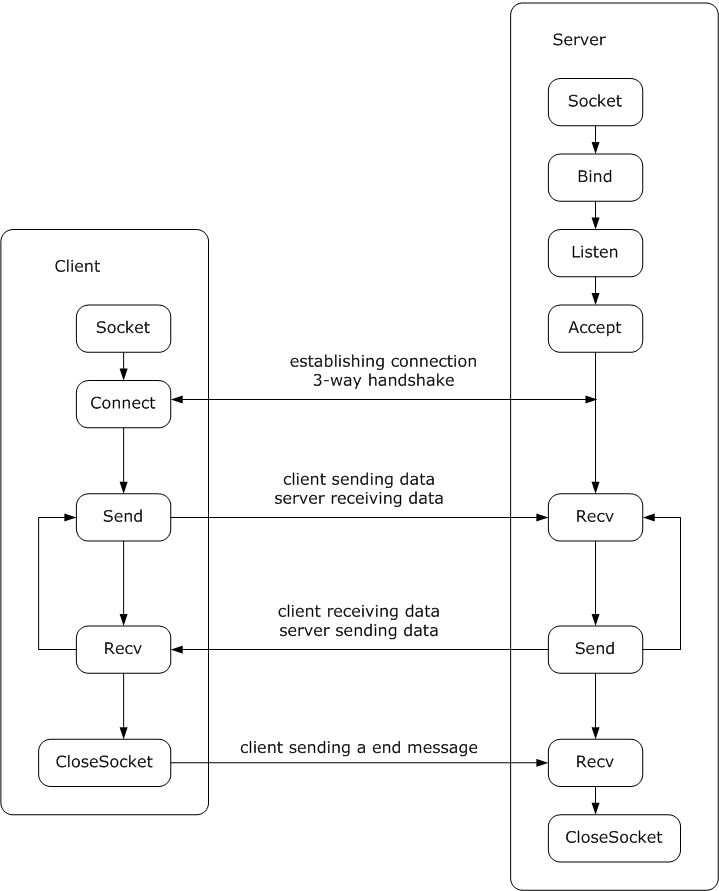 Server
Socket
Bind
Listen
Accept
Client
Socket
Connect
establishing connection
3-way handshake
client sending data
server receiving data
Send
Recv
client receiving data
server sending data
Recv
Send
client sending a end message
CloseSocket
Recv
CloseSocket